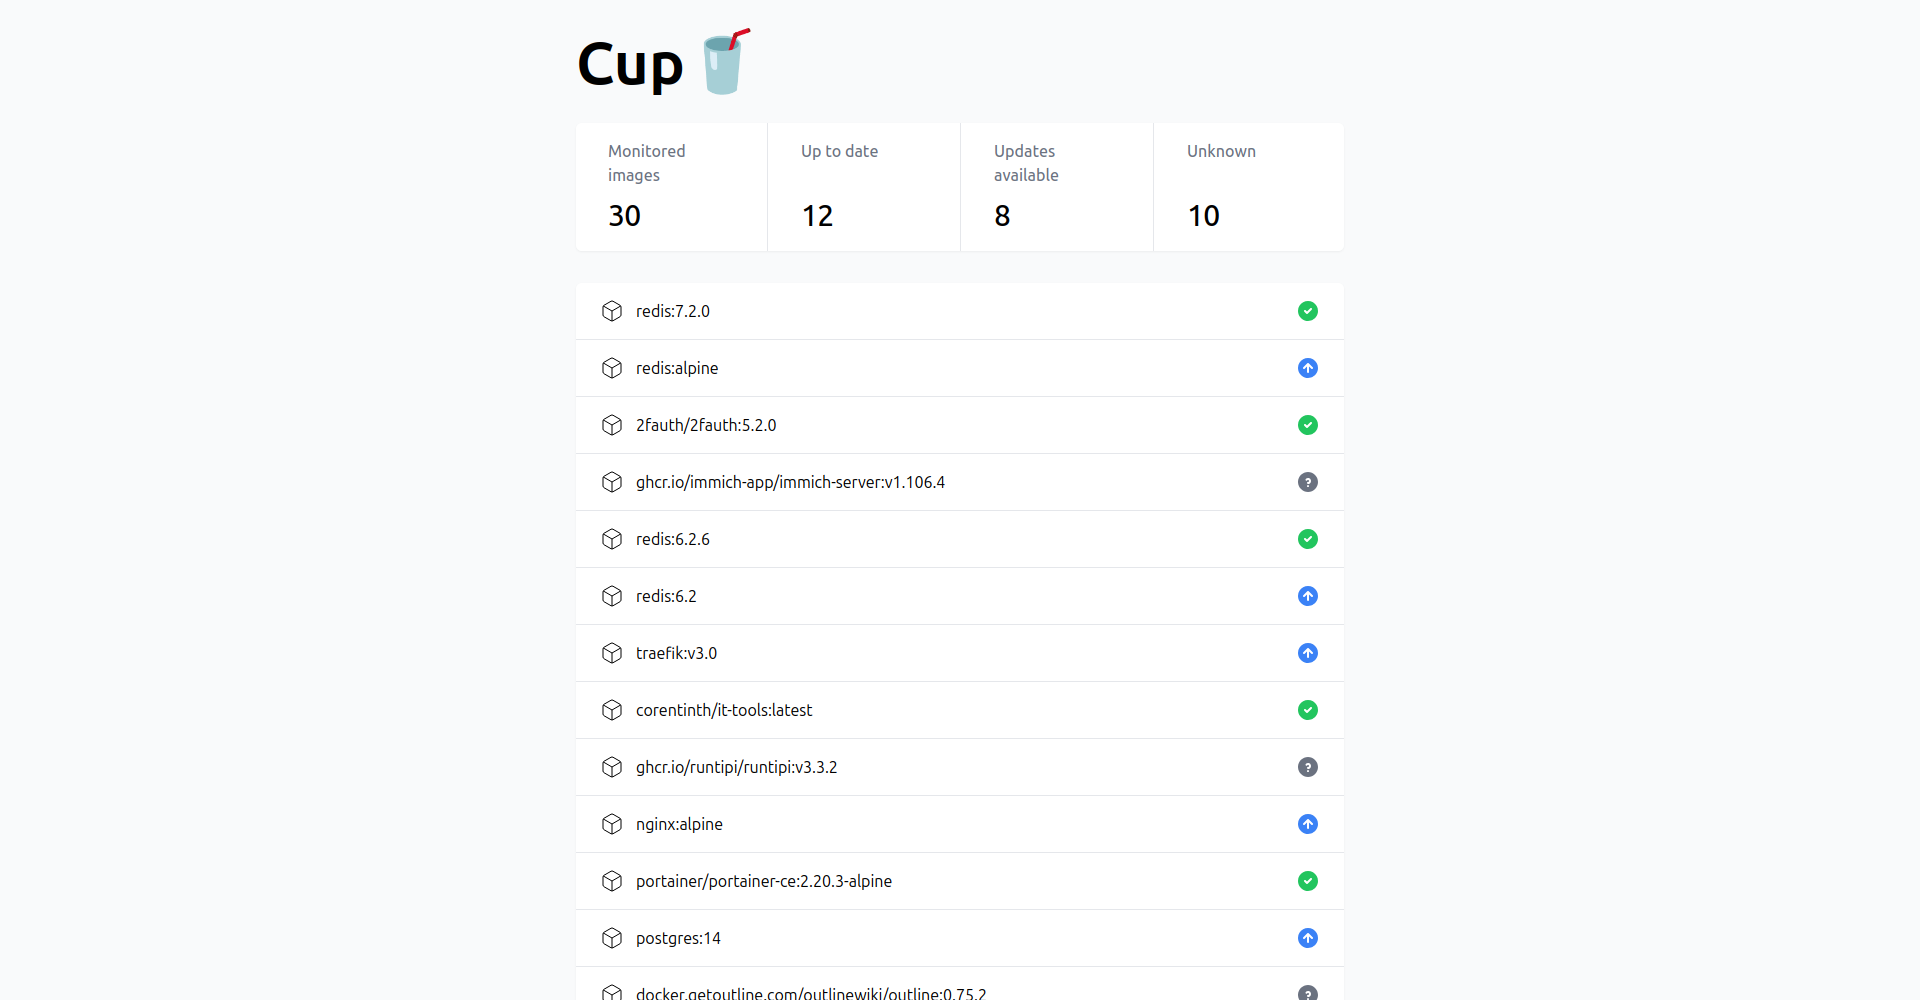 Cup
Monitored images
30
Up to date
12
Updates available
8
Unknown
10
redis:7.2.0
redis:alpine
2fauth/2fauth:5.2.0
ghcr.io/immich-app/immich-server:v1.106.4
redis:6.2.6
redis:6.2
traefik:v3.0
corentinth/it-tools:latest
ghcr.io/runtipi/runtipi:v3.3.2
nginx:alpine
portainer/portainer-ce:2.20.3-alpine
postgres:14
docker.getoutline.com/outlinewiki/outline:0.75.2